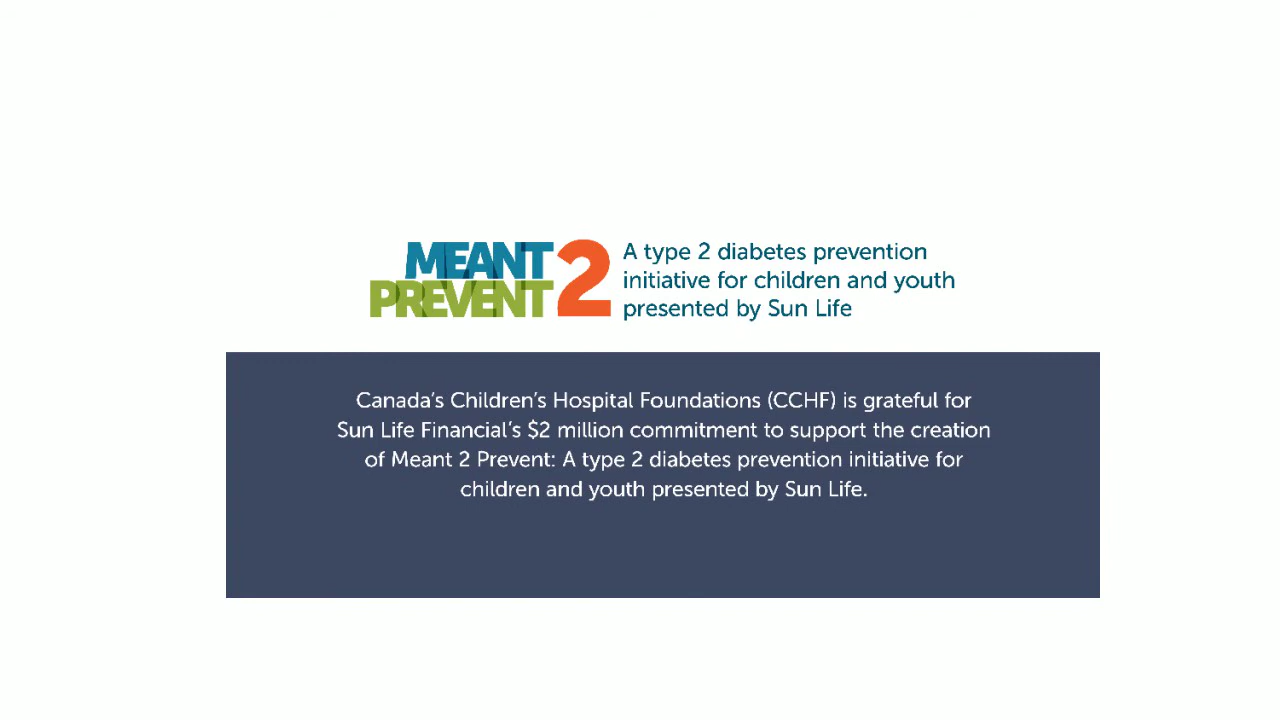 MEANT 2
PREVENT
A type 2 diabetes prevention
initiative for children and youth
presented by Sun Life
Canada’s Children’s Hospital Foundations (CCHF) is grateful for
Sun Life Financial’s $2 million commitment to support the creation
of Meant 2 Prevent: A type 2 diabetes prevention initiative for
children and youth presented by Sun Life.